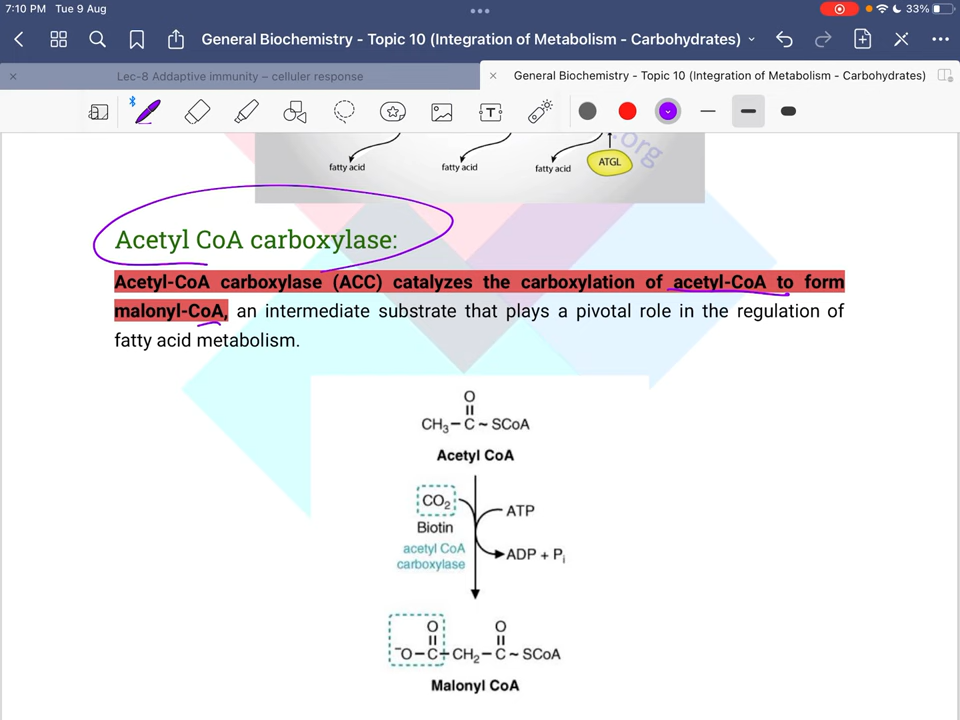 7:10 PM Tue 9 Aug
33%
General Biochemistry - Topic 10 (Integration of Metabolism - Carbohydrates)
Lec-8 Addaptive immunity – celluler response
General Biochemistry - Topic 10 (Integration of Metabolism - Carbohydrates)
T
.org
fatty acid fatty acid fatty acid ATGL
Acetyl CoA carboxylase:
Acetyl-CoA carboxylase (ACC) catalyzes the carboxylation of acetyl-CoA to form
malonyl-CoA, an intermediate substrate that plays a pivotal role in the regulation of
fatty acid metabolism.
O
CH₃–C~SCoA
Acetyl CoA
CO₂
ATP
Biotin
acetyl CoA
carboxylase
ADP + Pᵢ
O O
⁻O–C–CH₂–C~SCoA
Malonyl CoA